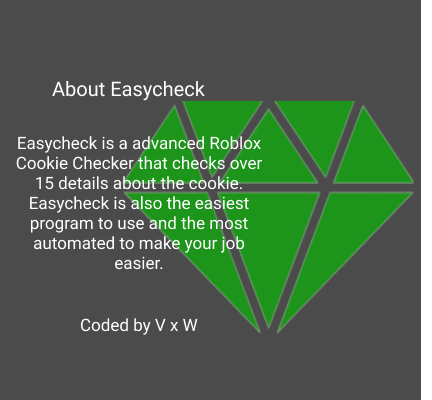 About Easycheck
Easycheck is a advanced Roblox
Cookie Checker that checks over
15 details about the cookie.
Easycheck is also the easiest
program to use and the most
automated to make your job
easier.
Coded by V x W